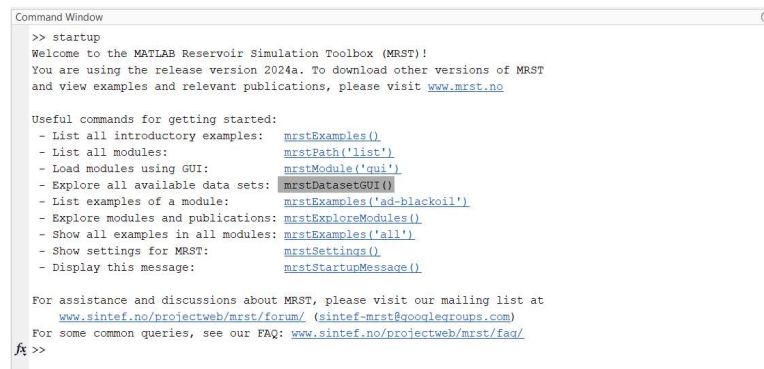 Command Window
>> startup
Welcome to the MATLAB Reservoir Simulation Toolbox (MRST)!
You are using the release version 2024a. To download other versions of MRST
and view examples and relevant publications, please visit www.mrst.no
Useful commands for getting started:
- List all introductory examples: mrstExamples()
- List all modules: mrstPath('list')
- Load modules using GUI: mrstModule('gui')
- Explore all available data sets: mrstDatasetGUI()
- List examples of a module: mrstExamples('ad-blackoil')
- Explore modules and publications: mrstExploreModules()
- Show all examples in all modules: mrstExamples('all')
- Show settings for MRST: mrstSettings()
- Display this message: mrstStartupMessage()
For assistance and discussions about MRST, please visit our mailing list at
www.sintef.no/projectweb/mrst/forum/ (sintef-mrst@googlegroups.com)
For some common queries, see our FAQ: www.sintef.no/projectweb/mrst/faq/
fx >>